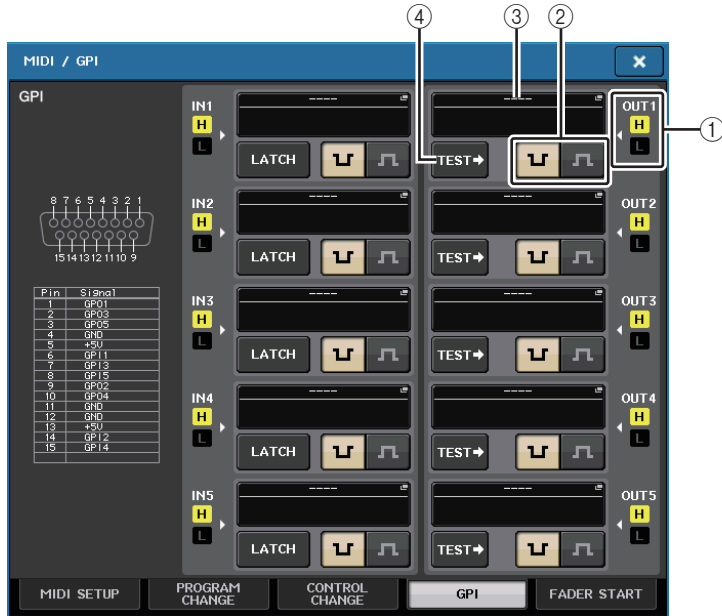 ④ ③ ②
MIDI / GPI ×
GPI
IN1 ---- ---- OUT1
H H ①
L LATCH TEST➔ L
IN2 ---- ---- OUT2
H H
L LATCH TEST➔ L
8 7 6 5 4 3 2 1
15 14 13 12 11 10 9
Pin Signal
1 GPO1
2 GPO3
3 GPO5
4 GND
5 +5V
6 GPI1
7 GPI3
8 GPI5
9 GPO2
10 GPO4
11 GND
12 GND
13 +5V
14 GPI2
15 GPI4
IN3 ---- ---- OUT3
H H
L LATCH TEST➔ L
IN4 ---- ---- OUT4
H H
L LATCH TEST➔ L
IN5 ---- ---- OUT5
H H
L LATCH TEST➔ L
MIDI SETUP PROGRAM CHANGE CONTROL CHANGE GPI FADER START